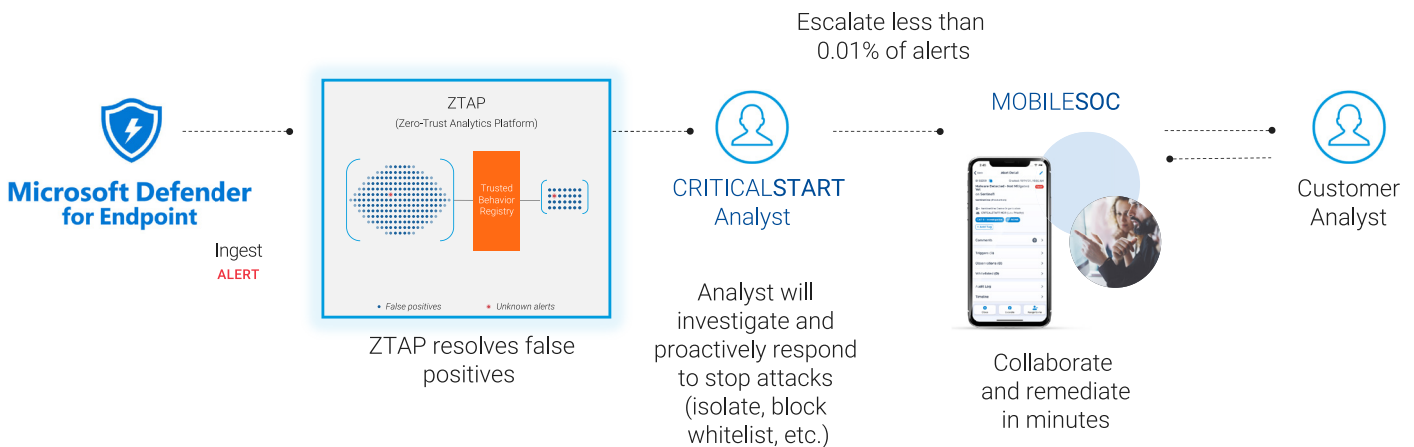 Escalate less than
0.01% of alerts
Microsoft Defender
for Endpoint
Ingest
ALERT
ZTAP
(Zero-Trust Analytics Platform)
Trusted
Behavior
Registry
• False positives
• Unknown alerts
ZTAP resolves false
positives
CRITICALSTART
Analyst
Analyst will
investigate and
proactively respond
to stop attacks
(isolate, block
whitelist, etc.)
MOBILESOC
Comments
Timeline
Collaborate
and remediate
in minutes
Customer
Analyst